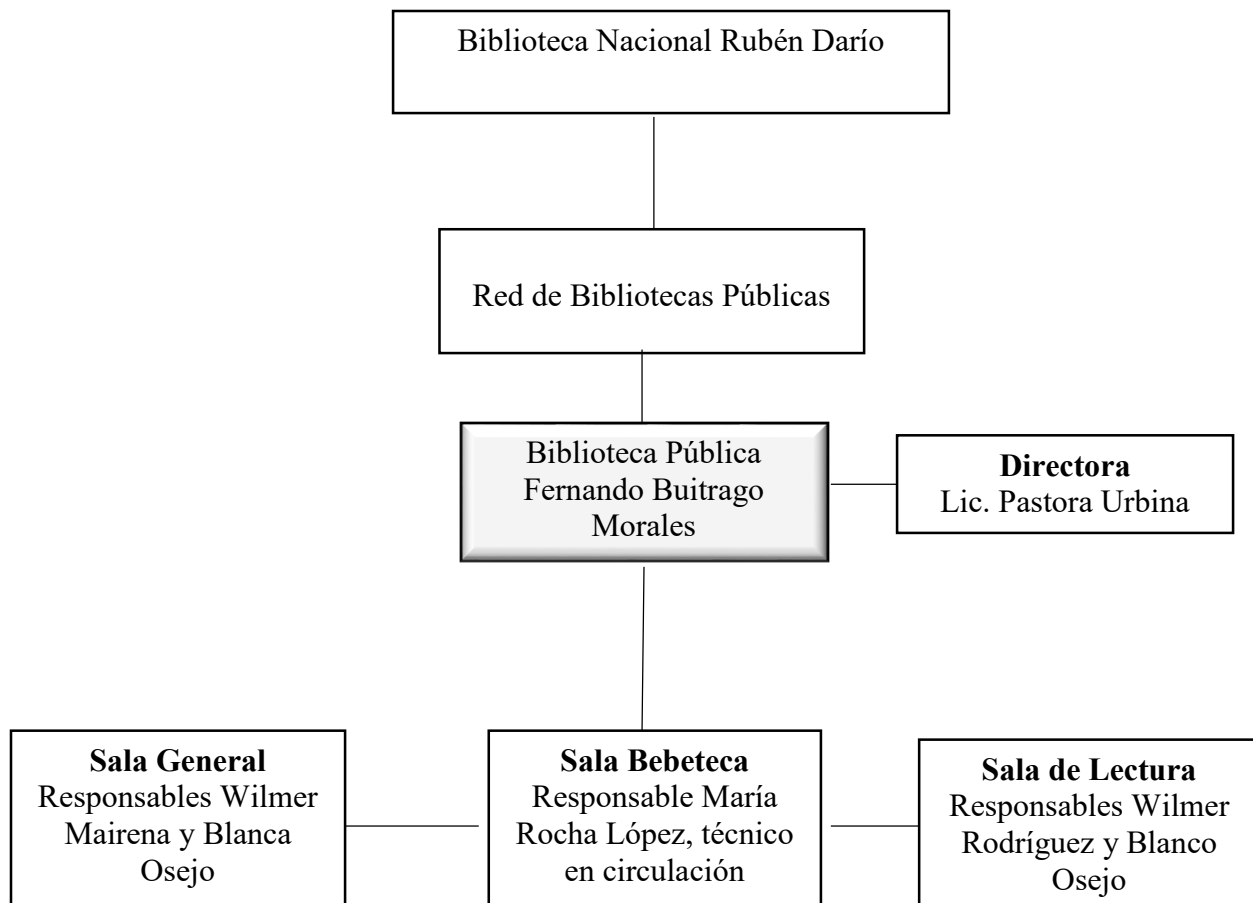 Biblioteca Nacional Rubén Darío
Red de Bibliotecas Públicas
Biblioteca Pública
Fernando Buitrago
Morales
Directora
Lic. Pastora Urbina
Sala General
Responsables Wilmer
Mairena y Blanca
Osejo
Sala Bebeteca
Responsable María
Rocha López, técnico
en circulación
Sala de Lectura
Responsables Wilmer
Rodríguez y Blanco
Osejo